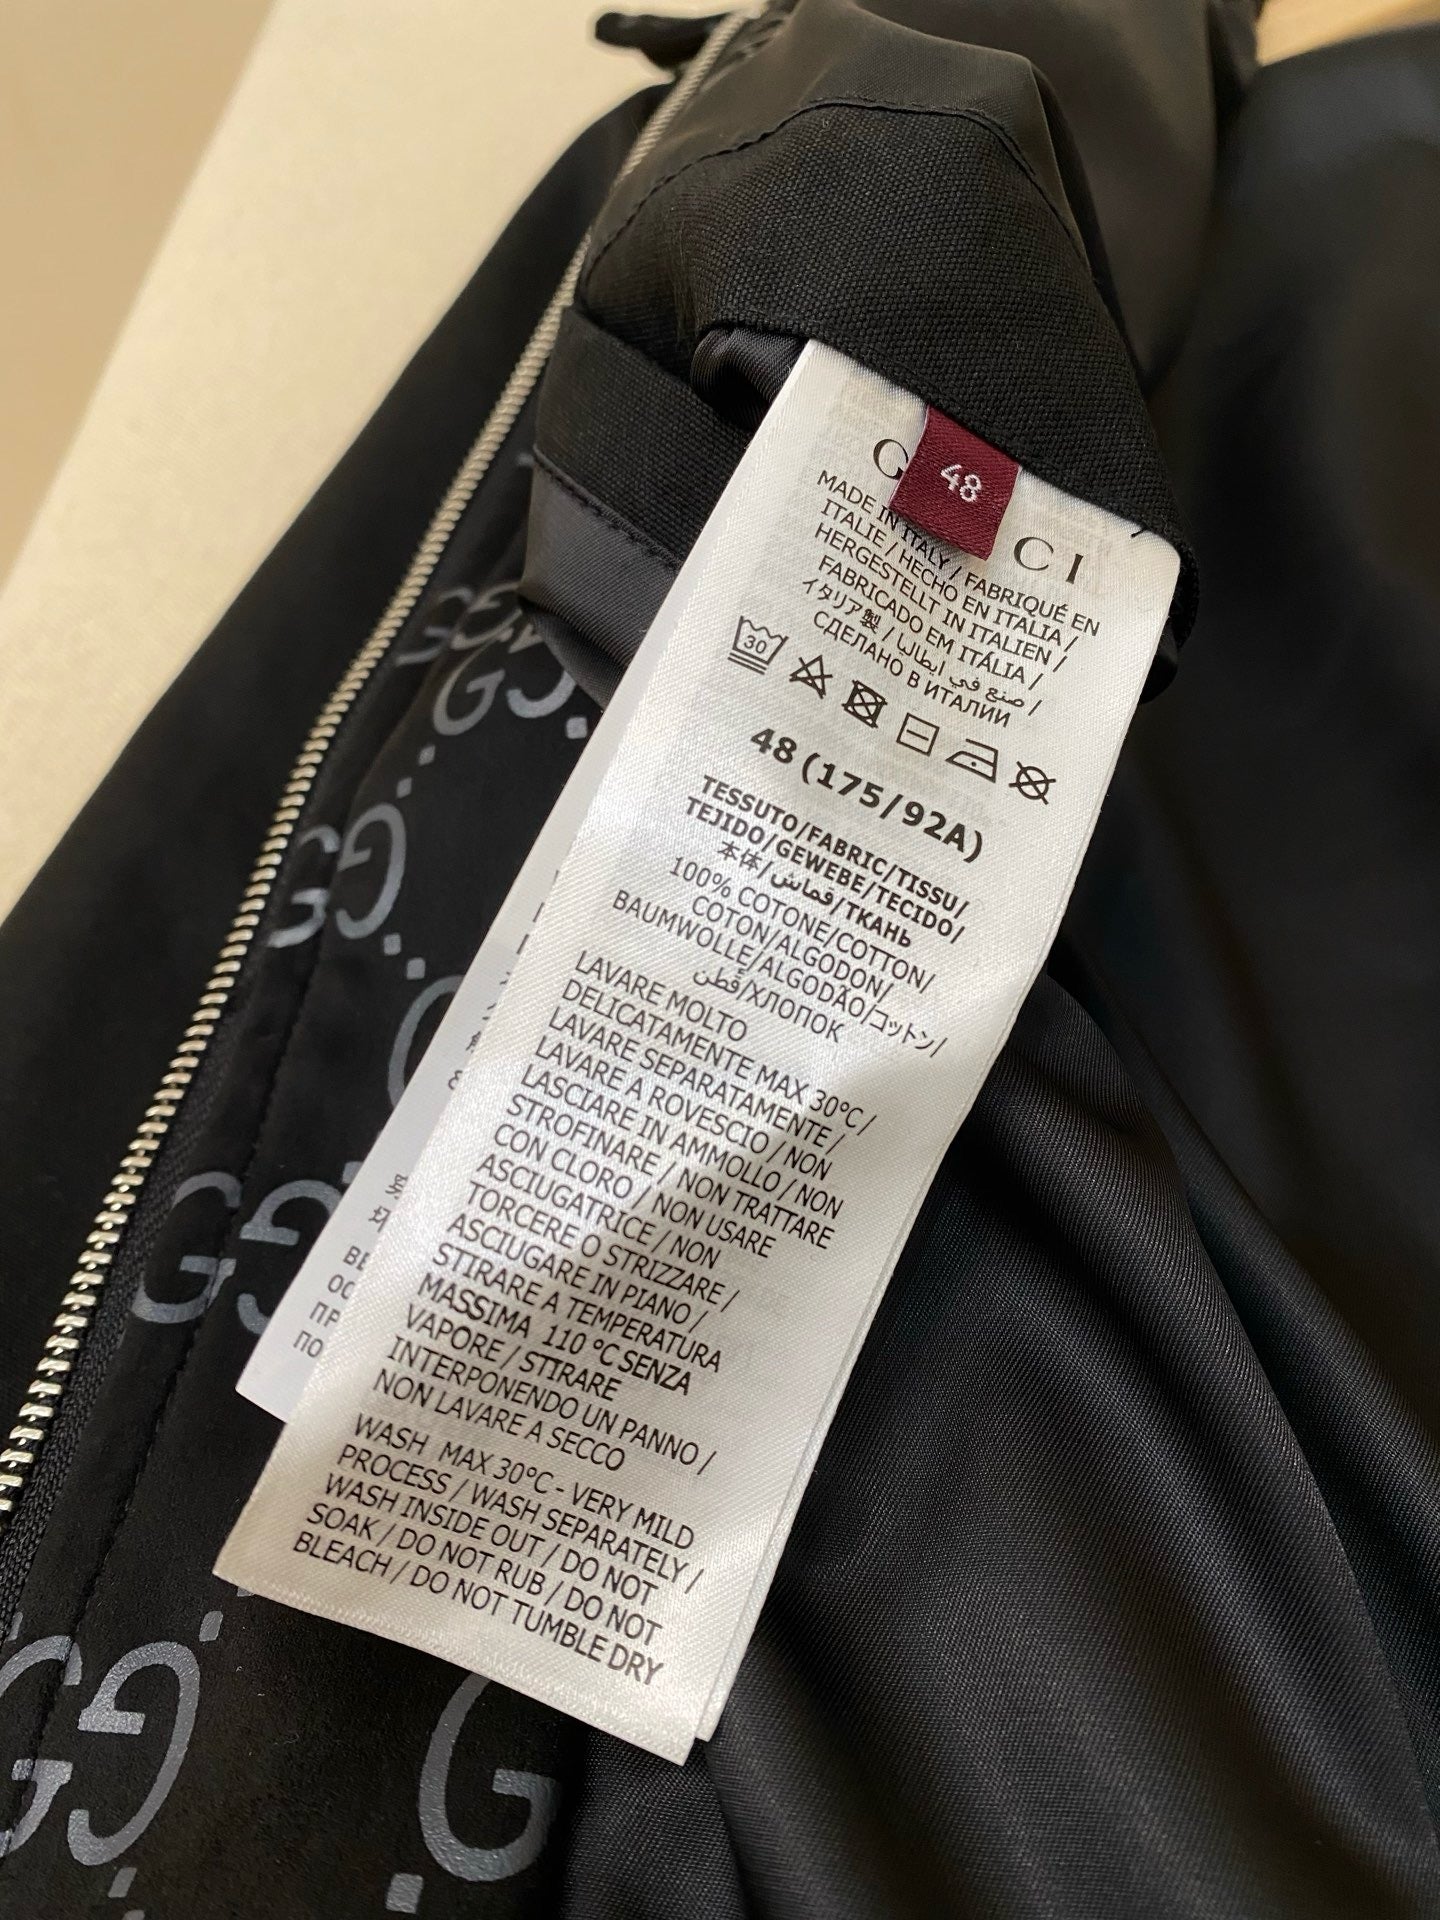 48
MADE IN ITALY / FABRIQUÉ EN
ITALIE / HECHO EN ITALIA /
HERGESTELLT IN ITALIEN /
FABRICADO EM ITÁLIA /
イタリア製 / صنع في ايطاليا /
СДЕЛАНО В ИТАЛИИ
30
48 (175/92A)
TESSUTO/FABRIC/TISSU/
TEJIDO/GEWEBE/TECIDO/
本体/قماش/ТКАНЬ
100% COTONE/COTTON/
COTON/ALGODON/
BAUMWOLLE/ALGODÃO/コットン/
قطن/ХЛОПОК
LAVARE MOLTO
DELICATAMENTE MAX 30°C /
LAVARE SEPARATAMENTE /
LAVARE A ROVESCIO / NON
LASCIARE IN AMMOLLO / NON
STROFINARE / NON TRATTARE
CON CLORO / NON USARE
ASCIUGATRICE / NON
TORCERE O STRIZZARE /
ASCIUGARE IN PIANO /
STIRARE A TEMPERATURA
MASSIMA 110 °C SENZA
VAPORE / STIRARE
INTERPONENDO UN PANNO /
NON LAVARE A SECCO
WASH MAX 30°C - VERY MILD
PROCESS / WASH SEPARATELY /
WASH INSIDE OUT / DO NOT
SOAK / DO NOT RUB / DO NOT
BLEACH / DO NOT TUMBLE DRY